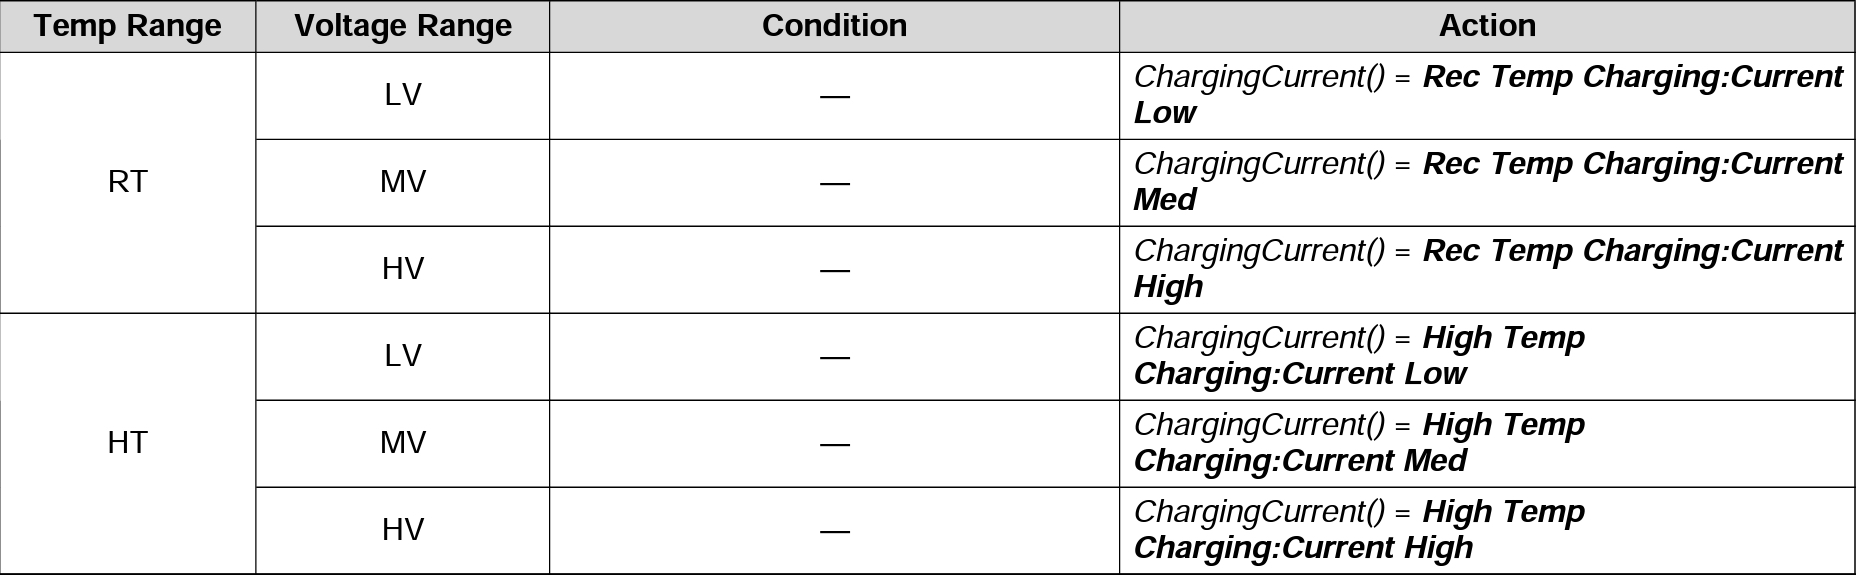 Temp Range Voltage Range Condition Action
RT LV — ChargingCurrent() = Rec Temp Charging:Current
Low
MV — ChargingCurrent() = Rec Temp Charging:Current
Med
HV — ChargingCurrent() = Rec Temp Charging:Current
High
HT LV — ChargingCurrent() = High Temp
Charging:Current Low
MV — ChargingCurrent() = High Temp
Charging:Current Med
HV — ChargingCurrent() = High Temp
Charging:Current High